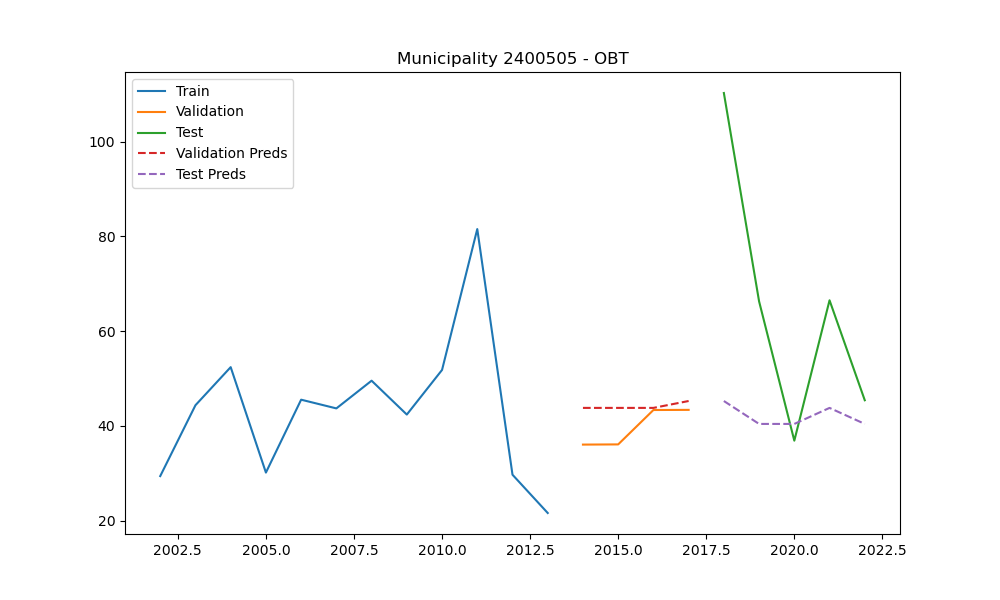 Municipality 2400505 - OBT
Train
Validation
Test
Validation Preds
Test Preds
100
80
60
40
20
2002.5 2005.0 2007.5 2010.0 2012.5 2015.0 2017.5 2020.0 2022.5